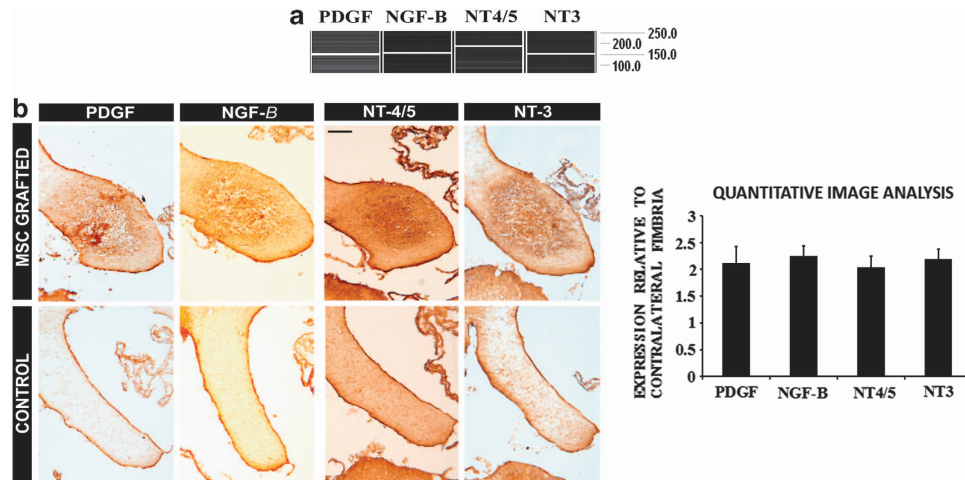 a
PDGF NGF-B NT4/5 NT3
250.0
200.0
150.0
100.0
b
PDGF NGF-B NT-4/5 NT-3
MSC GRAFTED
CONTROL
QUANTITATIVE IMAGE ANALYSIS
EXPRESSION RELATIVE TO
CONTRALATERAL FIMBRIA
3
2.5
2
1.5
1
0.5
0
PDGF NGF-B NT4/5 NT3